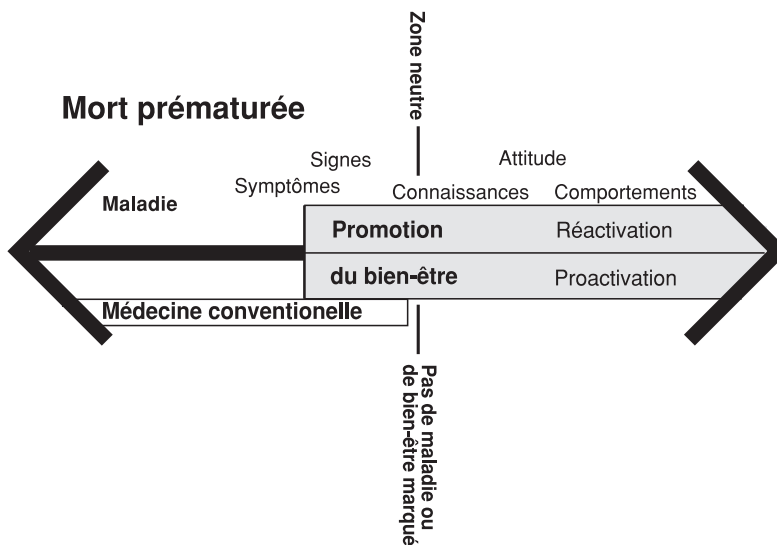 Zone neutre
Mort prématurée
Signes
Attitude
Symptômes
Connaissances
Comportements
Maladie
Promotion
Réactivation
du bien-être
Proactivation
Médecine conventionelle
Pas de maladie ou
de bien-être marqué